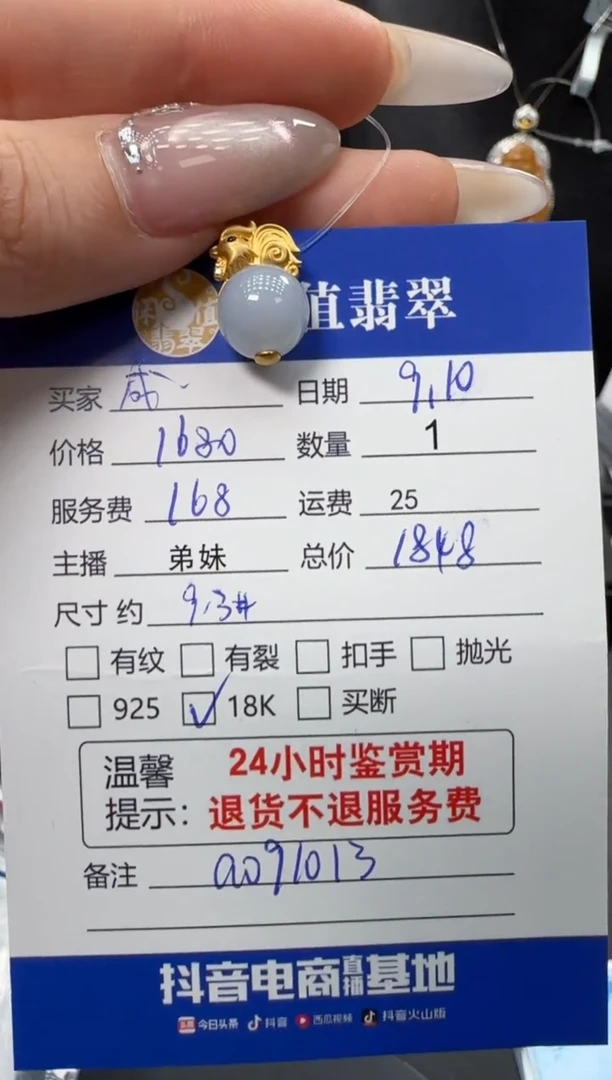 值翡翠
买家 日期 9.10
价格 1680 数量 1
服务费 168 运费 25
主播 弟妹 总价 1848
尺寸 约 9.3#
有纹 有裂 扣手 抛光
925 18K 买断
温馨 24小时鉴赏期
提示: 退货不退服务费
备注 a091013
抖音电商直播基地
头条 今日头条 抖音 西瓜视频 抖音火山版